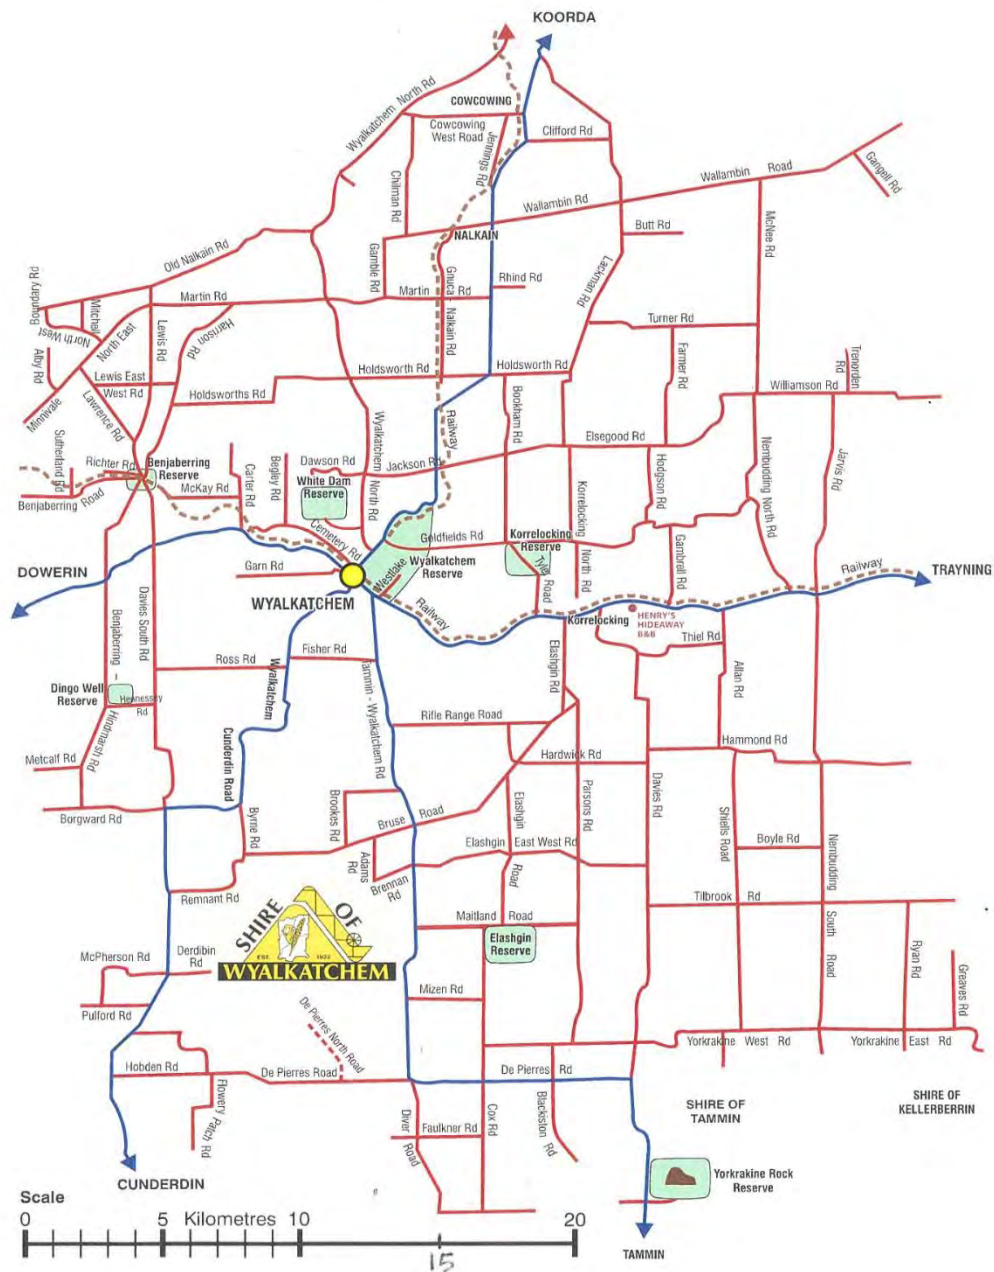 KOORDA
Wyalkatchem North Rd
COWCOWING
Cowcowing
West Road
Jennings Rd
Clifford Rd
Chilman Rd
Wallambin Road
Gangell Rd
Wallambin Rd
McNee Rd
NALKAIN
Butt Rd
Old Nalkain Rd
Gamble Rd
Gnuca - Nalkain Rd
Rhind Rd
Lackman Rd
Boundary Rd
Mitchell
North West
North East
Martin Rd
Martin Rd
Lewis Rd
Harrison Rd
Turner Rd
Farmer Rd
Trenorden
Rd
Alby Rd
Minnivale
Lewis East
West Rd
Lawrence Rd
Holdsworths Rd
Holdsworth Rd
Holdsworth Rd
Williamson Rd
Bookham Rd
Wyalkatchem
North Rd
Railway
Elsegood Rd
Nembudding North Rd
Jarvis Rd
Sutherland Rd
Richter Rd
Benjaberring
Reserve
Benjaberring Road
McKay Rd
Carter Rd
Begley Rd
Dawson Rd
Jackson Rd
White Dam
Reserve
Hodgson Rd
Korrelocking
North Rd
Cemetery Rd
Goldfields Rd
Korrelocking
Reserve
Tyler
Road
Gambrell Rd
Garn Rd
Westlake
Wyalkatchem
Reserve
Railway
TRAYNING
DOWERIN
WYALKATCHEM
Railway
Korrelocking
HENRY'S
HIDEAWAY
B&B
Thiel Rd
Benjaberring
-
Hindmarsh Rd
Davies South Rd
Ross Rd
Fisher Rd
Wyalkatchem
Cunderdin Road
Tammin - Wyalkatchem Rd
Elashgin Rd
Allan Rd
Dingo Well
Reserve
Hennessey
Rd
Rifle Range Road
Hammond Rd
Metcalf Rd
Hardwick Rd
Borgward Rd
Byrne Rd
Brookes Rd
Bruse Road
Elashgin
Road
Parsons Rd
Davies Rd
Shiells Road
Adams
Rd
Elashgin East West Rd
Boyle Rd
Nembudding
South
Road
Remnant Rd
Brennan Rd
Tilbrook Rd
Maitland Road
SHIRE OF
EST. 1922
WYALKATCHEM
Elashgin
Reserve
McPherson Rd
Derdibin
Rd
Ryan Rd
Greaves Rd
Pulford Rd
Mizen Rd
De Pierres North Road
Yorkrakine West Rd
Yorkrakine East Rd
Hobden Rd
De Pierres Road
De Pierres Rd
Flowery Patch Rd
Diver
Road
Faulkner Rd
Cox Rd
Blackiston
Rd
SHIRE OF
TAMMIN
SHIRE OF
KELLERBERRIN
CUNDERDIN
Yorkrakine Rock
Reserve
Scale
0 5 Kilometres 10 20
15
TAMMIN